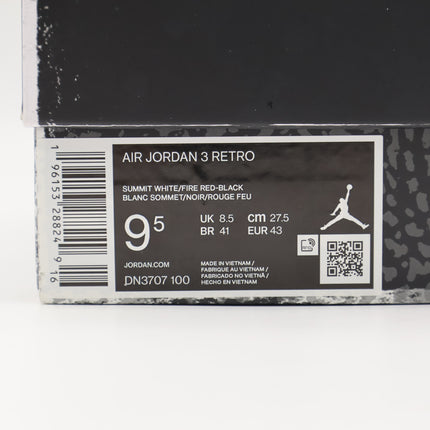 AIR JORDAN 3 RETRO
SUMMIT WHITE/FIRE RED-BLACK
BLANC SOMMET/NOIR/ROUGE FEU
9 5
UK 8.5 cm 27.5
BR 41 EUR 43
JORDAN.COM
DN3707 100
MADE IN VIETNAM /
FABRIQUÉ AU VIETNAM /
FABRICADO NO VIETNÃ /
HECHO EN VIETNAM
1 96153 28824 9 16